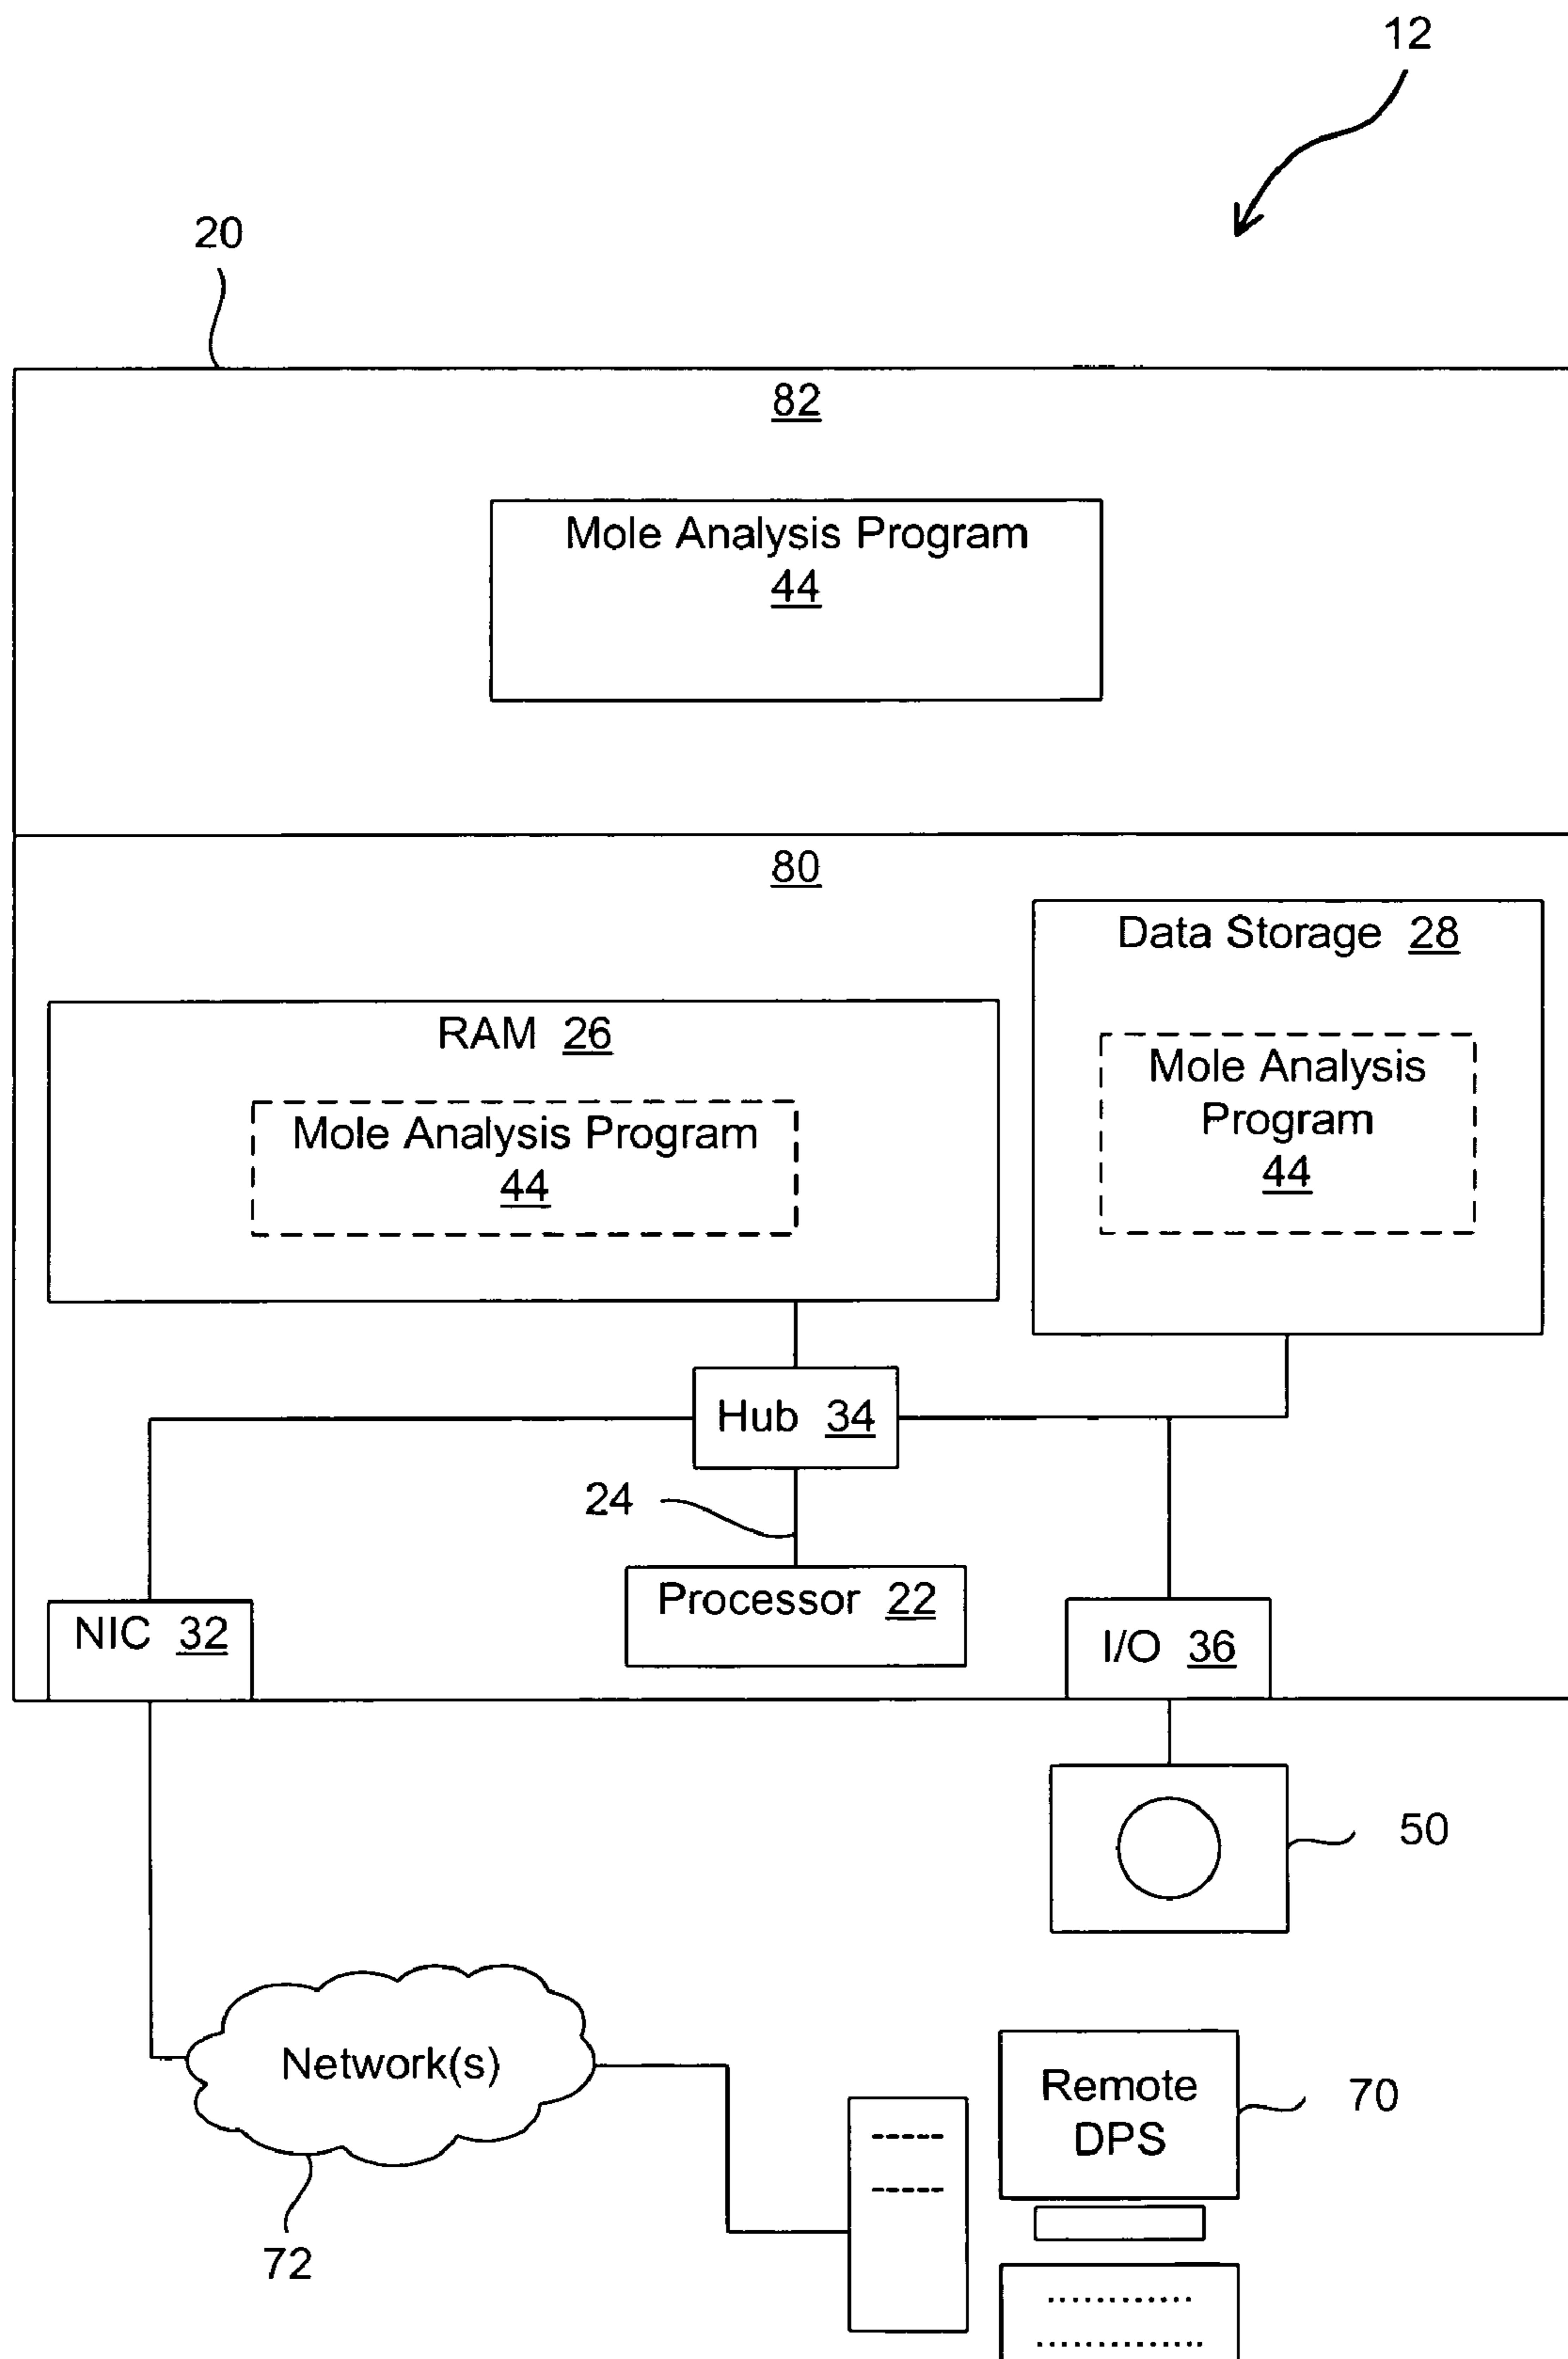 12
20
82
Mole Analysis Program
44
80
Data Storage 28
RAM 26
Mole Analysis
Program
44
Mole Analysis Program
44
Hub 34
24
Processor 22
NIC 32
I/O 36
50
Network(s)
Remote
DPS
70
72